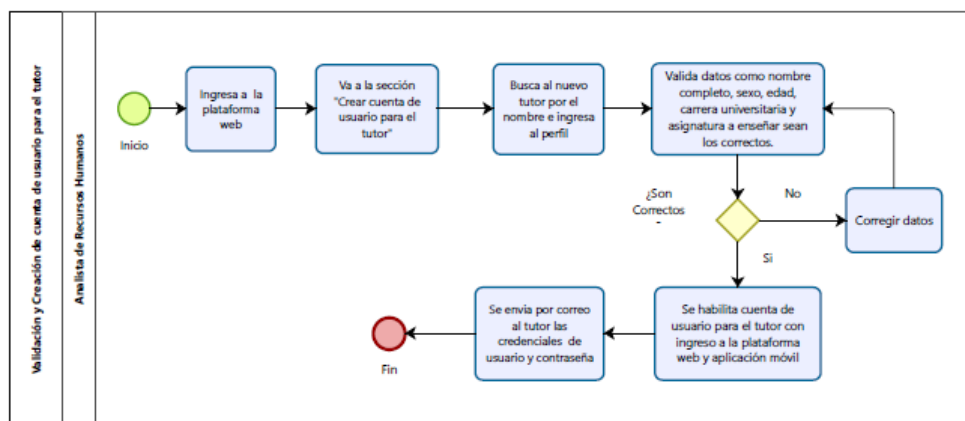 Validación y Creación de cuenta de usuario para el tutor
Analista de Recursos Humanos
Inicio
Ingresa a la
plataforma
web
Va a la sección
"Crear cuenta de
usuario para el
tutor"
Busca al nuevo
tutor por el
nombre e ingresa
al perfil
Valida datos como nombre
completo, sexo, edad,
carrera universitaria y
asignatura a enseñar sean
los correctos.
¿Son
Correctos
No
Corregir datos
Si
Se habilita cuenta de
usuario para el tutor con
ingreso a la plataforma
web y aplicación móvil
Se envia por correo
al tutor las
credenciales de
usuario y contraseña
Fin